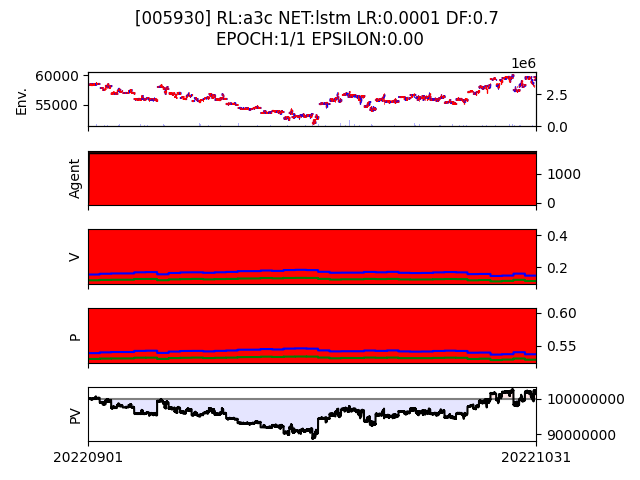 [005930] RL:a3c NET:lstm LR:0.0001 DF:0.7
EPOCH:1/1 EPSILON:0.00
1e6
60000
55000
Env.
2.5
0.0
Agent
1000
0
V
0.4
0.2
P
0.60
0.55
PV
100000000
90000000
20220901
20221031